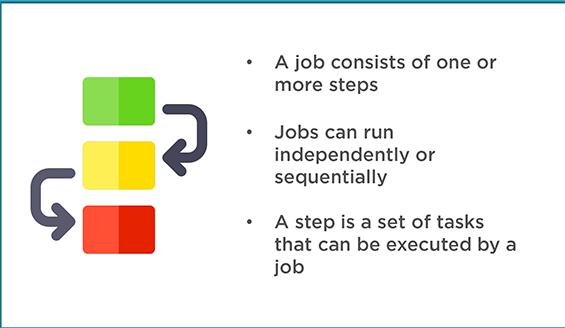 • A job consists of one or
more steps
• Jobs can run
independently or
sequentially
• A step is a set of tasks
that can be executed by a
job